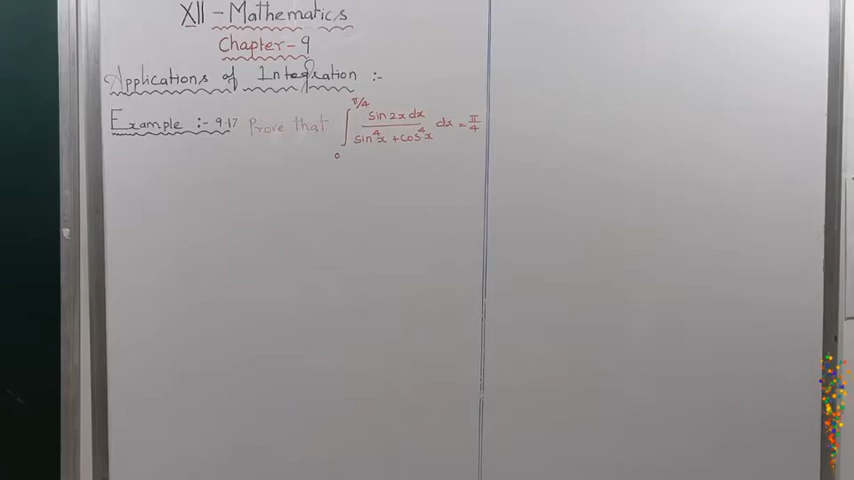 XII - Mathematics
Chapter - 9
Applications of Integration :-
Example :- 9.17 Prove that ∫₀^(π/4) (sin 2x dx)/(sin⁴x + cos⁴x) dx = π/4